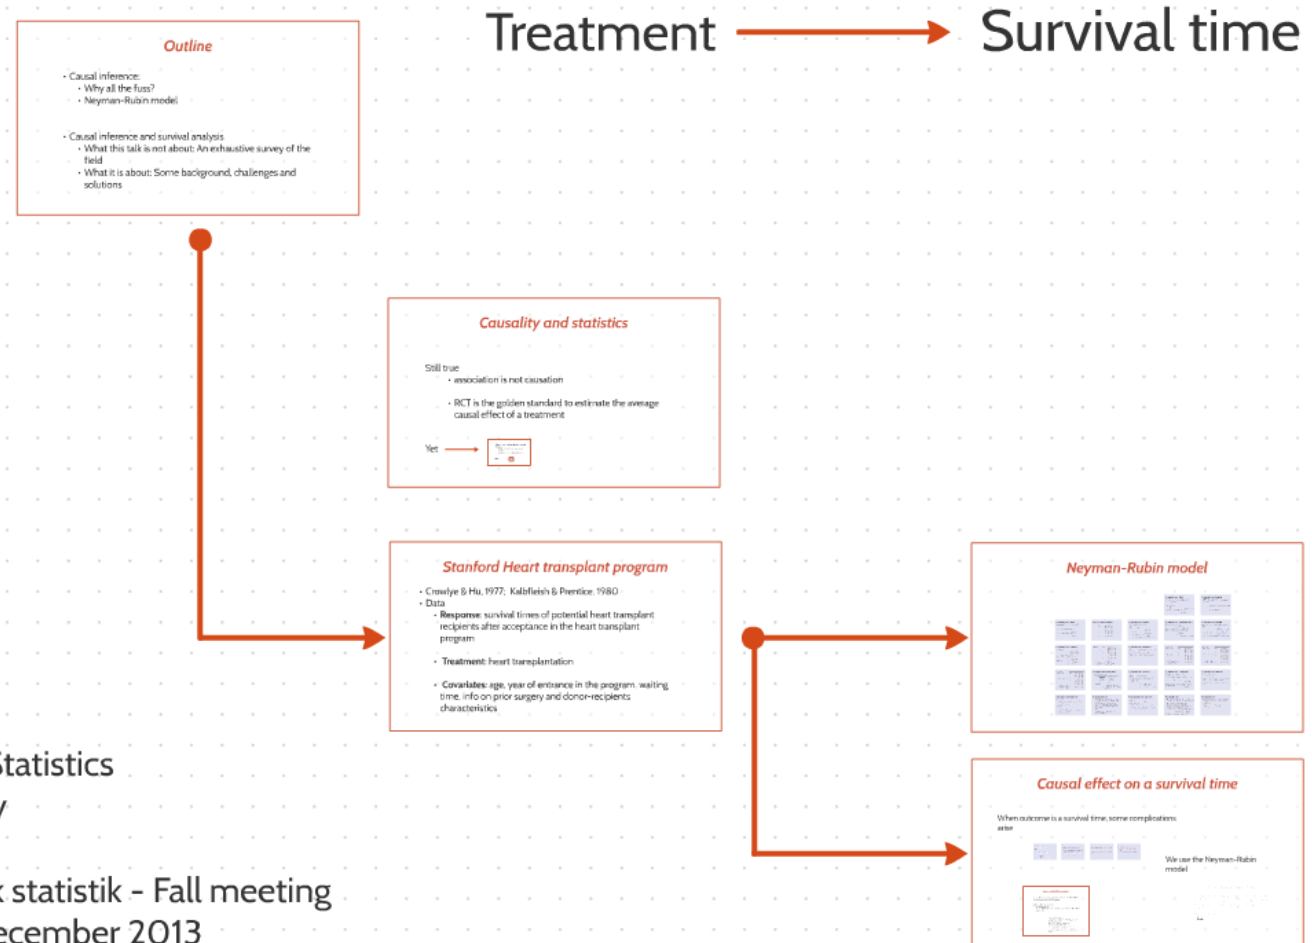 Treatment
Survival time
Outline
• Causal inference:
• Why all the fuss?
• Neyman-Rubin model
• Causal inference and survival analysis
• What this talk is not about: An exhaustive survey of the
field
• What it is about: Some background, challenges and
solutions
Causality and statistics
Still true
• association is not causation
• RCT is the golden standard to estimate the average
causal effect of a treatment
Yet
Stanford Heart transplant program
• Crowlye & Hu, 1977; Kalbfleish & Prentice, 1980
• Data
• Response: survival times of potential heart transplant
recipients after acceptance in the heart transplant
program
• Treatment: heart transplantation
• Covariates: age, year of entrance in the program, waiting
time, info on prior surgery and donor-recipients
characteristics
Neyman-Rubin model
Causal effect on a survival time
When outcome is a survival time, some complications
arise
We use the Neyman-Rubin
model
Statistics
statistik - Fall meeting
ecember 2013